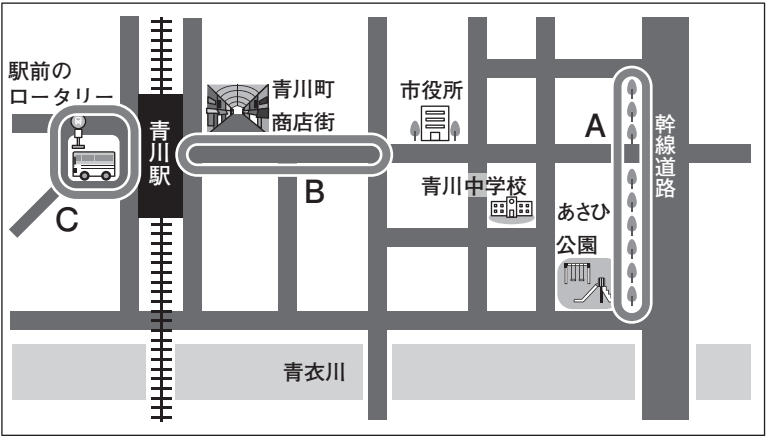 駅前の
ロータリー
青川駅
青川町
商店街
市役所
A
幹線道路
B
青川中学校
あさひ
公園
C
青衣川